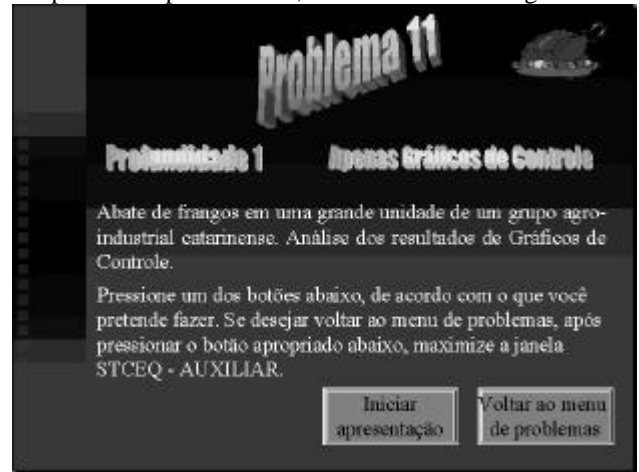 Problema 11
Profundidade 1
Apenas Gráficos de Controle
Abate de frangos em uma grande unidade de um grupo agro-
industrial catarinense. Análise dos resultados de Gráficos de
Controle.
Pressione um dos botões abaixo, de acordo com o que você
pretende fazer. Se desejar voltar ao menu de problemas, após
pressionar o botão apropriado abaixo, maximize a janela
STCEQ - AUXILIAR.
Iniciar
apresentação
Voltar ao menu
de problemas